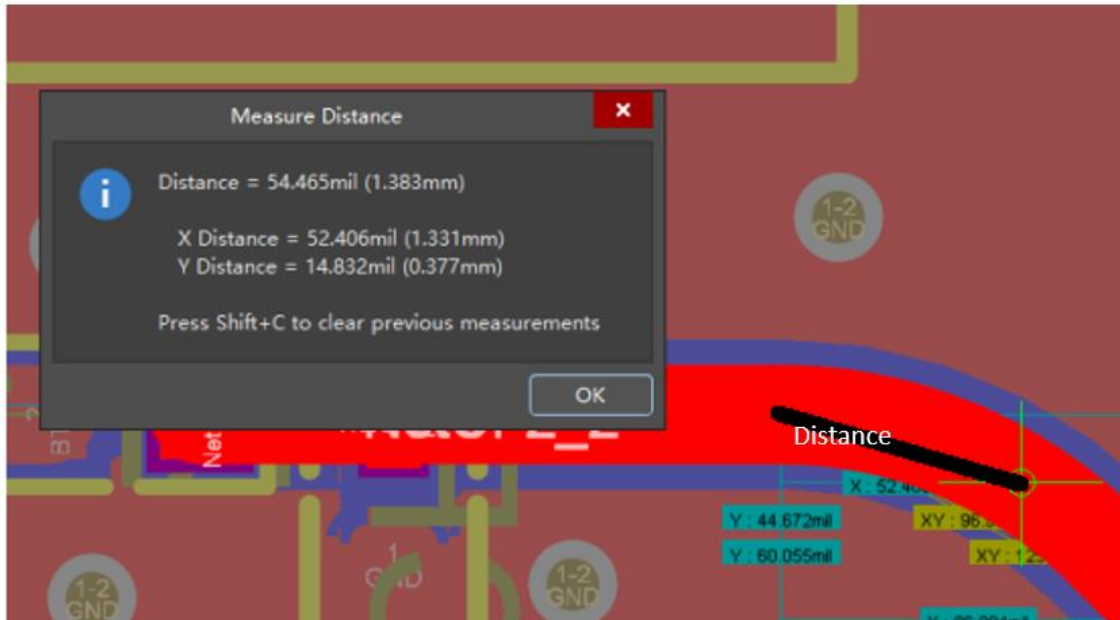 Measure Distance
Distance = 54.465mil (1.383mm)
X Distance = 52.406mil (1.331mm)
Y Distance = 14.832mil (0.377mm)
Press Shift+C to clear previous measurements
OK
1-2
GND
Distance
Net
Y : 44.672mil
Y : 60.055mil
1
GND
1-2
GND
1-2
GND